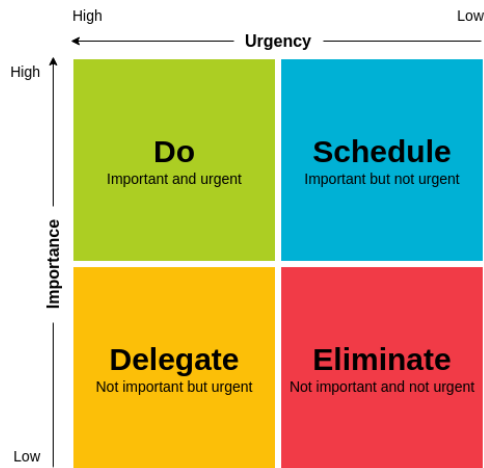 High
Low
Urgency
High
Do
Important and urgent
Schedule
Important but not urgent
Importance
Delegate
Not important but urgent
Eliminate
Not important and not urgent
Low